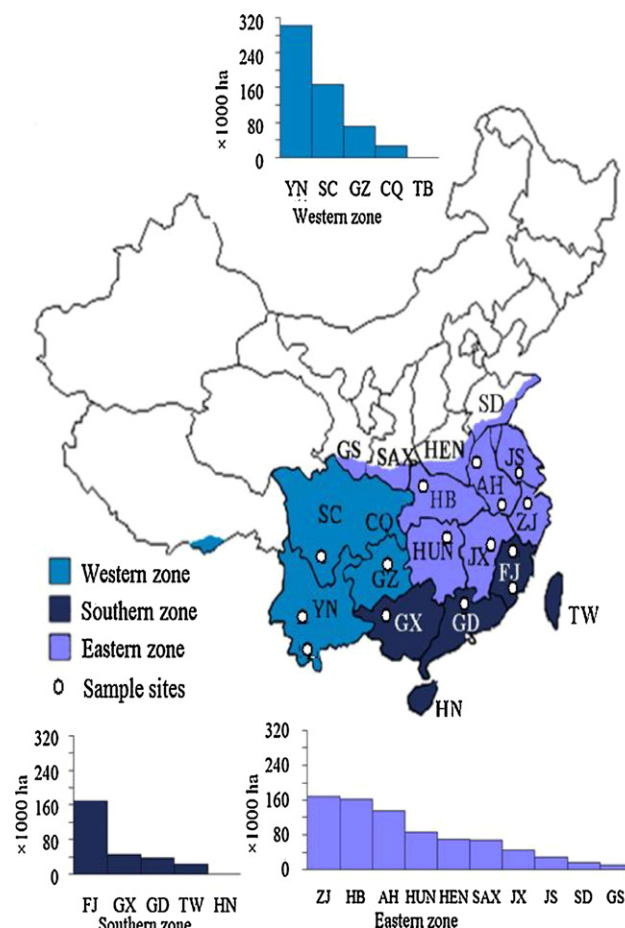 320
240
160
80
0
×1000 ha
YN SC GZ CQ TB
Western zone
SD
GS
SAX
HEN
JS
AH
HB
SC
CQ
ZJ
HUN
JX
GZ
FJ
YN
GX
GD
TW
HN
Western zone
Southern zone
Eastern zone
Sample sites
320
240
160
80
0
×1000 ha
FJ GX GD TW HN
Southern zone
320
240
160
80
0
×1000 ha
ZJ HB AH HUN HEN SAX JX JS SD GS
Eastern zone